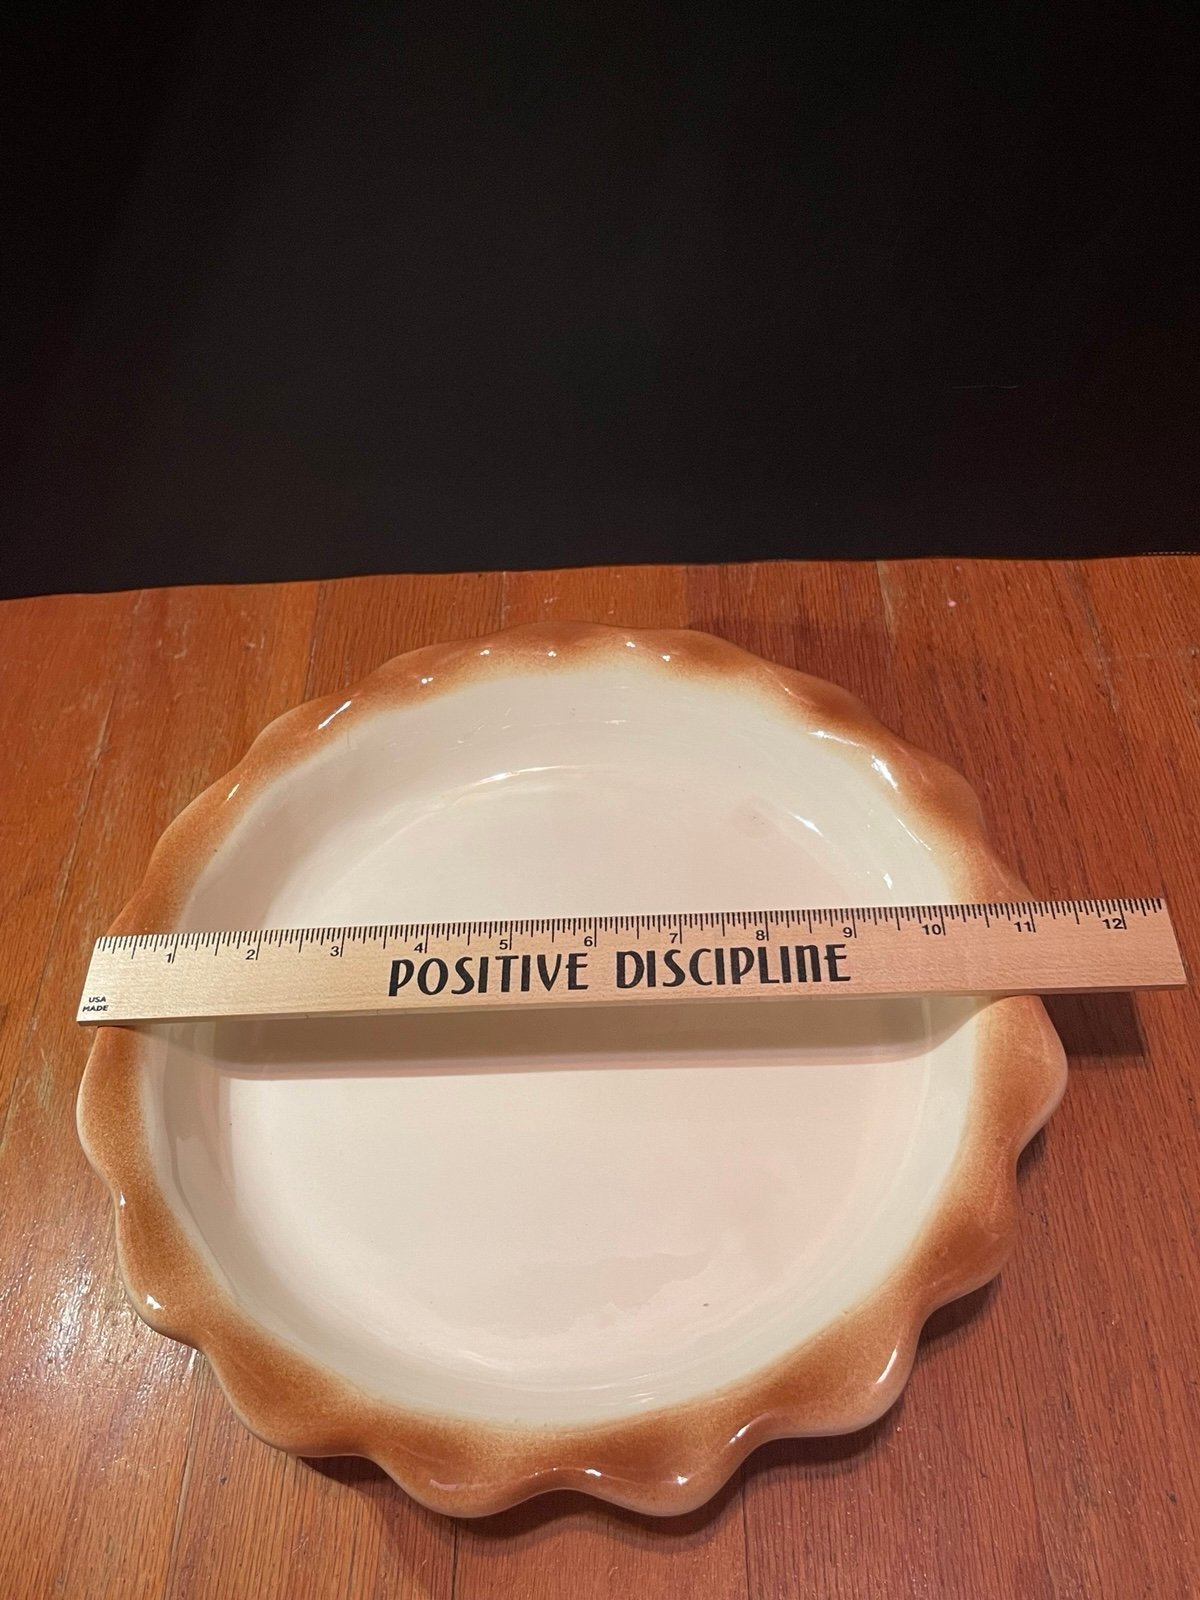 1 2 3 4 5 6 7 8 9 10 11 12
POSITIVE DISCIPLINE
USA
MADE